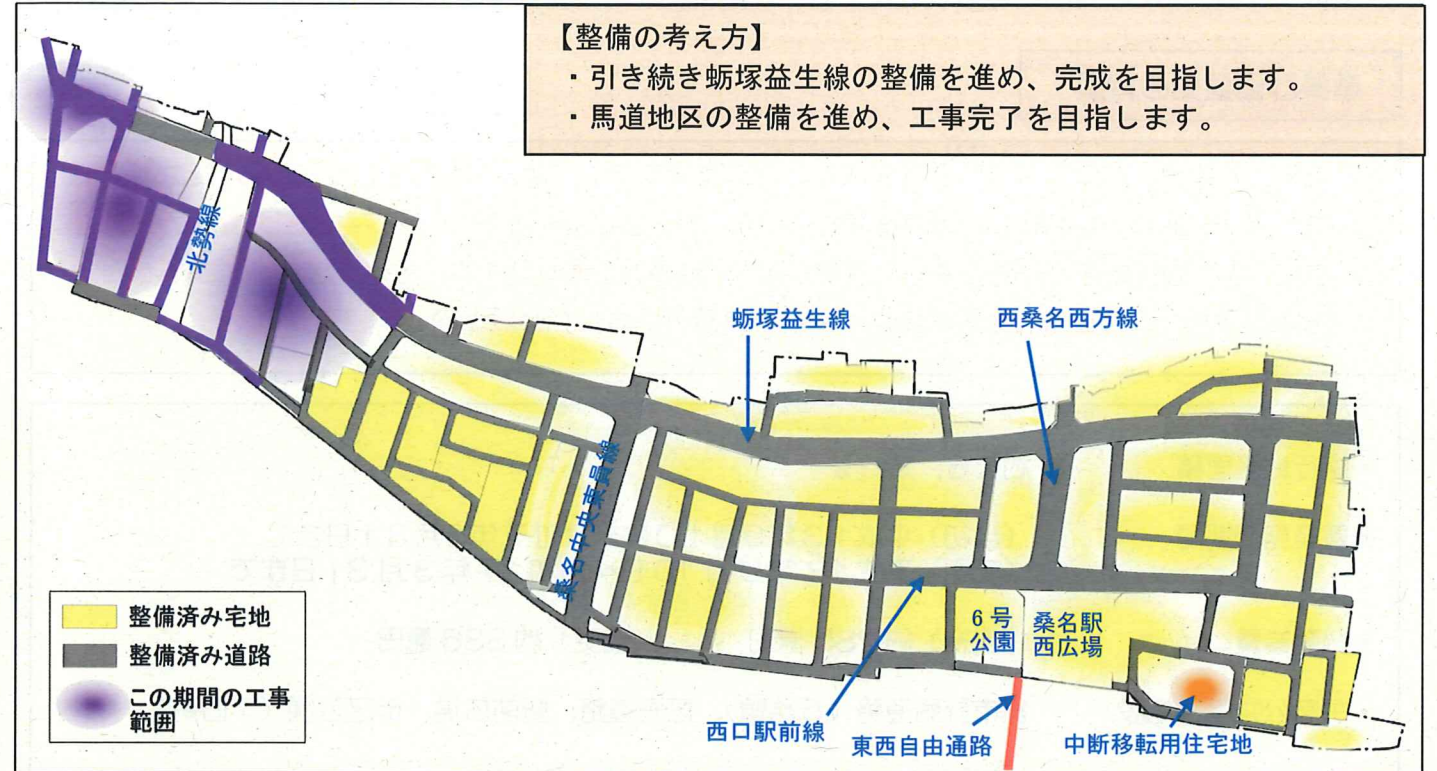 【整備の考え方】
・引き続き蛎塚益生線の整備を進め、完成を目指します。
・馬道地区の整備を進め、工事完了を目指します。
北勢線
蛎塚益生線
西桑名西方線
桑名中央東員線
6号
公園
桑名駅
西広場
西口駅前線
東西自由通路
中断移転用住宅地
整備済み宅地
整備済み道路
この期間の工事
範囲